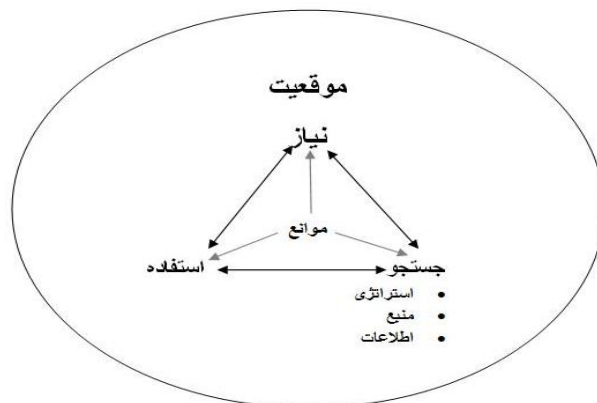 موقعیت
نیاز
موانع
جستجو
استفاده
استراتژی
منبع
اطلاعات